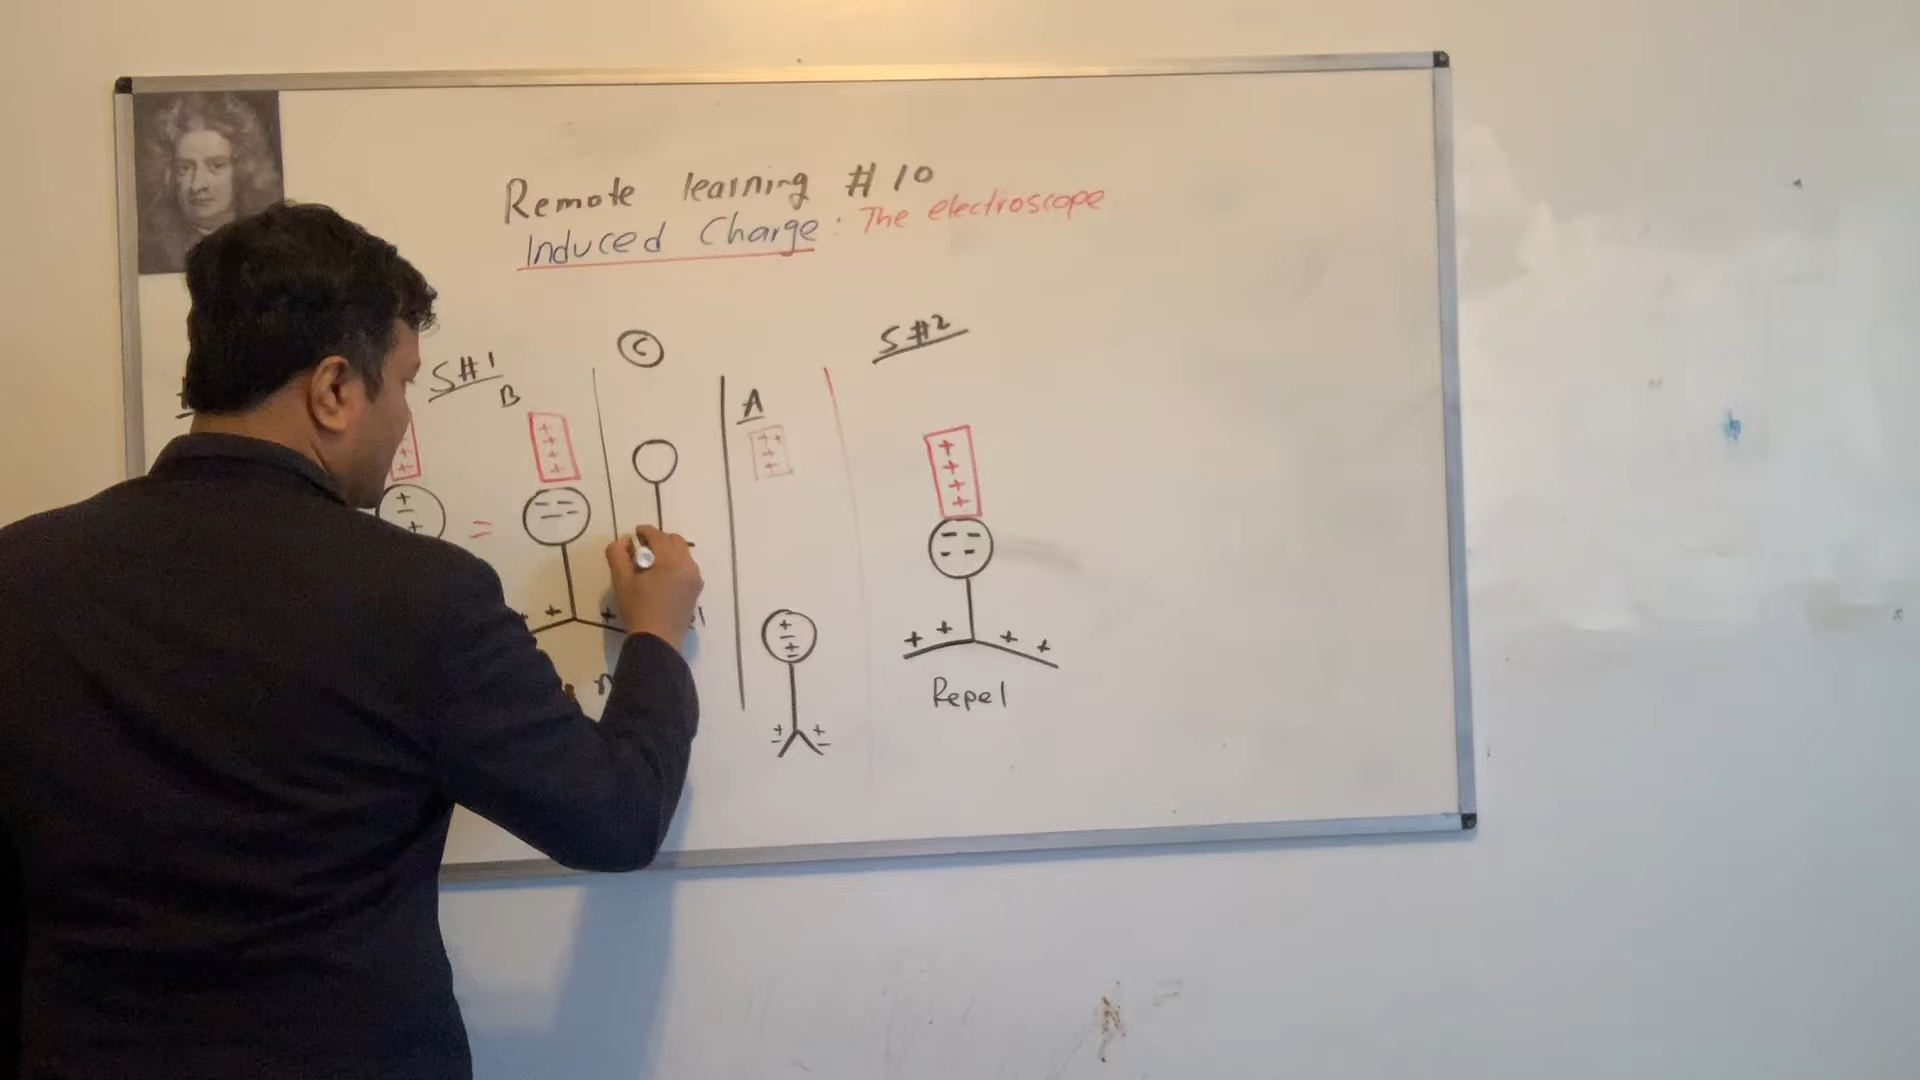 Remote learning # 10
Induced Charge : The electroscope
S#1
B
C
A
S #2
+ + + +
+ + + +
+ + + +
+ + + +
+ -
+
=
- - - -
- - - -
+ - + -
+ +
+ + + +
+ - + -
Repel